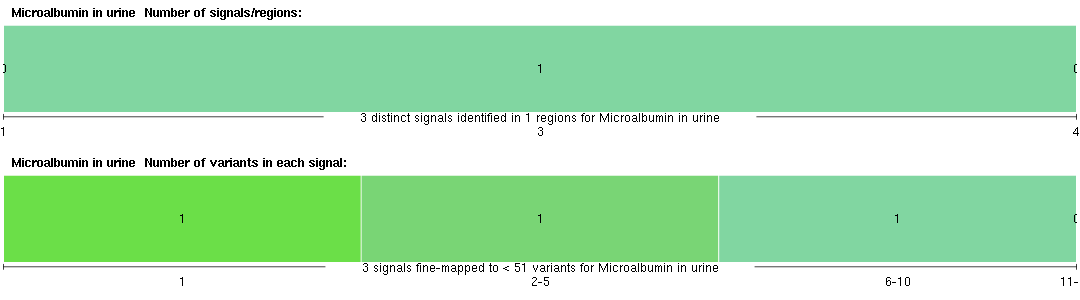 Microalbumin in urine  Number of signals/regions:
0 1 0
3 distinct signals identified in 1 regions for Microalbumin in urine
1 3 4
Microalbumin in urine  Number of variants in each signal:
1 1 1 0
3 signals fine-mapped to < 51 variants for Microalbumin in urine
1 2-5 6-10 11-